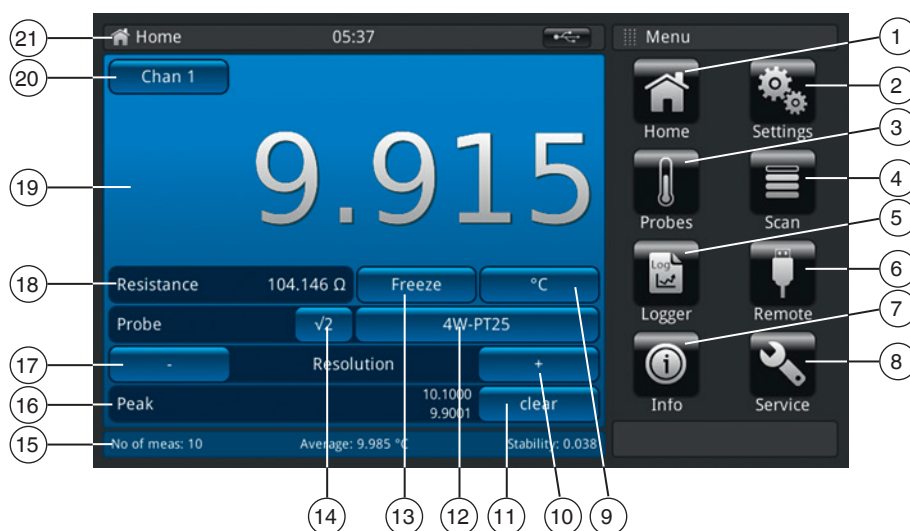 21 Home 05:37 Menu 1
20 Chan 1 2
Home Settings
3
9.915
19 4
Probes Scan
5
Log
18 Resistance 104.146 Ω Freeze °C 6
Logger Remote
Probe √2 4W-PT25 7
17 - Resolution + 8
16 Peak 10.1000 clear
9.9001
Info Service
15 No of meas: 10 Average: 9.985 °C Stability: 0.038
14 13 12 11 10 9